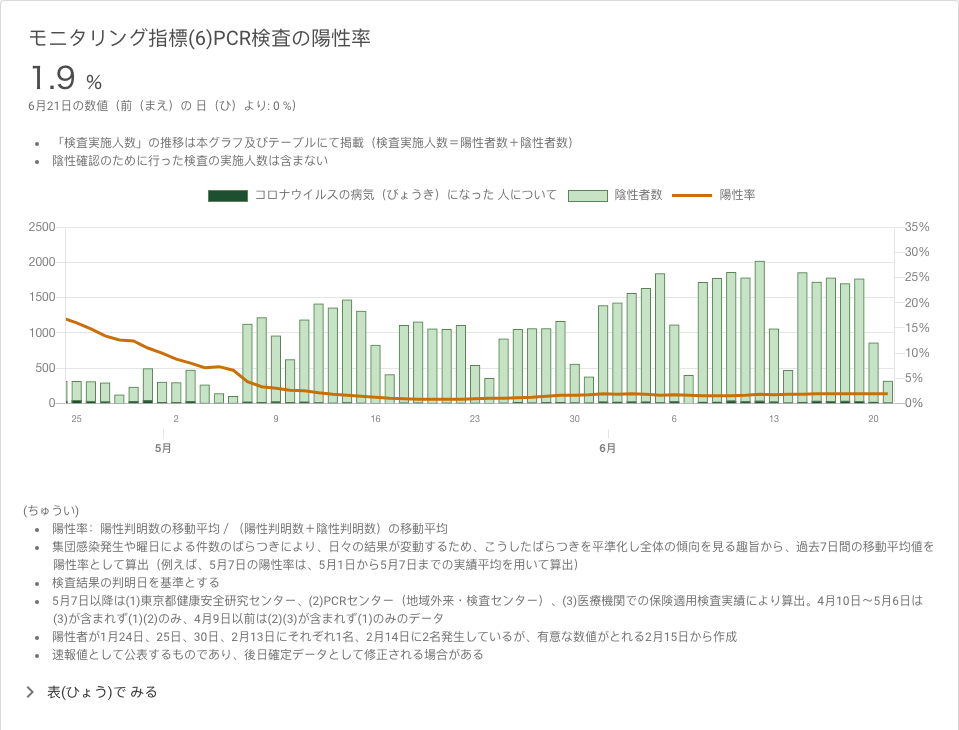 モニタリング指標(6)PCR検査の陽性率
1.9 %
6月21日の数値（前（まえ）の 日（ひ）より: 0 %）
• 「検査実施人数」の推移は本グラフ及びテーブルにて掲載（検査実施人数＝陽性者数＋陰性者数）
• 陰性確認のために行った検査の実施人数は含まない
コロナウイルスの病気（びょうき）になった 人について 陰性者数 陽性率
2500 35%
30%
2000
25%
1500 20%
15%
1000
10%
500
5%
0 0%
25 2 9 16 23 30 6 13 20
5月 6月
(ちゅうい)
• 陽性率：陽性判明数の移動平均 / （陽性判明数＋陰性判明数）の移動平均
• 集団感染発生や曜日による件数のばらつきにより、日々の結果が変動するため、こうしたばらつきを平準化し全体の傾向を見る趣旨から、過去7日間の移動平均値を
陽性率として算出（例えば、5月7日の陽性率は、5月1日から5月7日までの実績平均を用いて算出）
• 検査結果の判明日を基準とする
• 5月7日以降は(1)東京都健康安全研究センター、(2)PCRセンター（地域外来・検査センター）、(3)医療機関での保険適用検査実績により算出。4月10日～5月6日は
(3)が含まれず(1)(2)のみ、4月9日以前は(2)(3)が含まれず(1)のみのデータ
• 陽性者が1月24日、25日、30日、2月13日にそれぞれ1名、2月14日に2名発生しているが、有意な数値がとれる2月15日から作成
• 速報値として公表するものであり、後日確定データとして修正される場合がある
表(ひょう)で みる